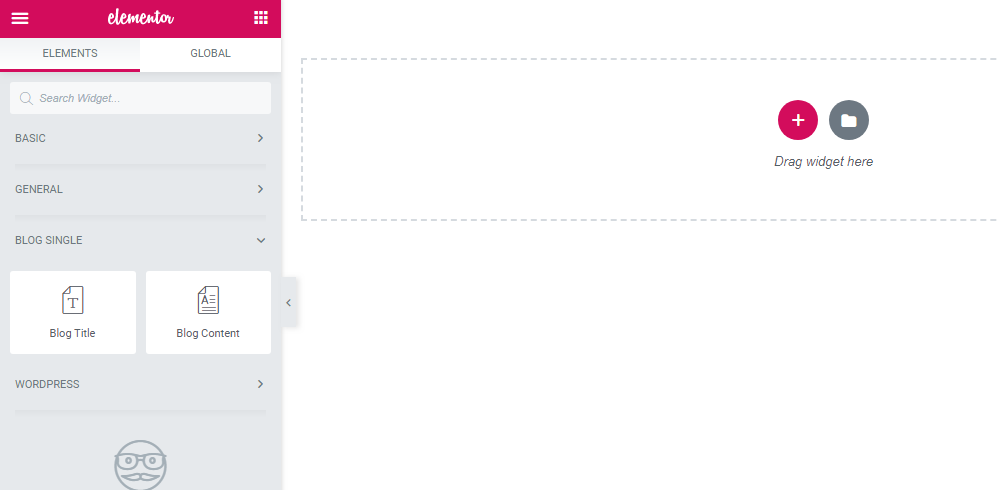 elementor
ELEMENTS GLOBAL
Search Widget...
BASIC
GENERAL
BLOG SINGLE
Blog Title Blog Content
WORDPRESS
Drag widget here